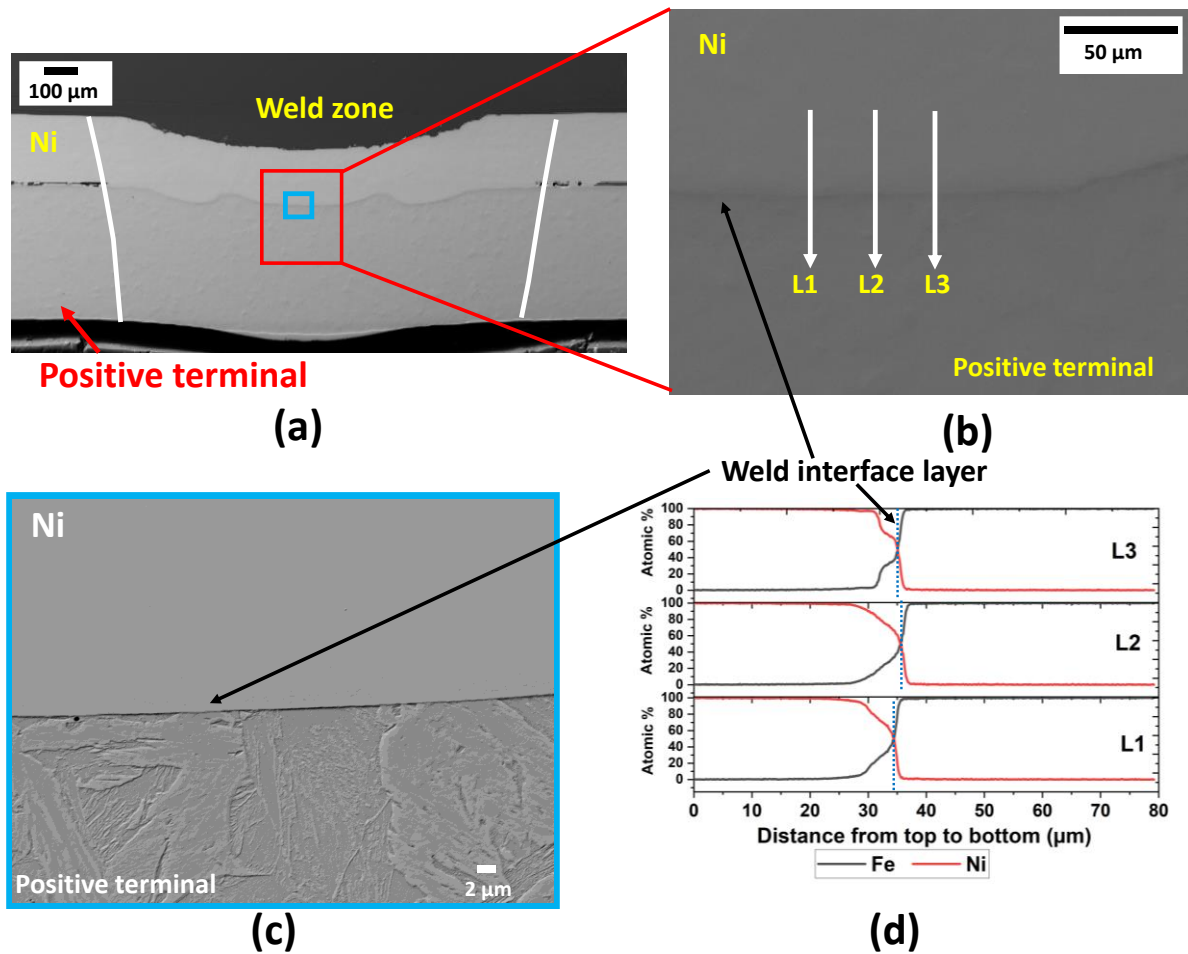 100 µm
Weld zone
Ni
Positive terminal
(a)
Ni
50 µm
L1 L2 L3
Positive terminal
(b)
Weld interface layer
Ni
Positive terminal
2 µm
(c)
100
80
60
40
20
0
Atomic %
L3
100
80
60
40
20
0
Atomic %
L2
100
80
60
40
20
0
Atomic %
L1
0 10 20 30 40 50 60 70 80
Distance from top to bottom (µm)
Fe Ni
(d)